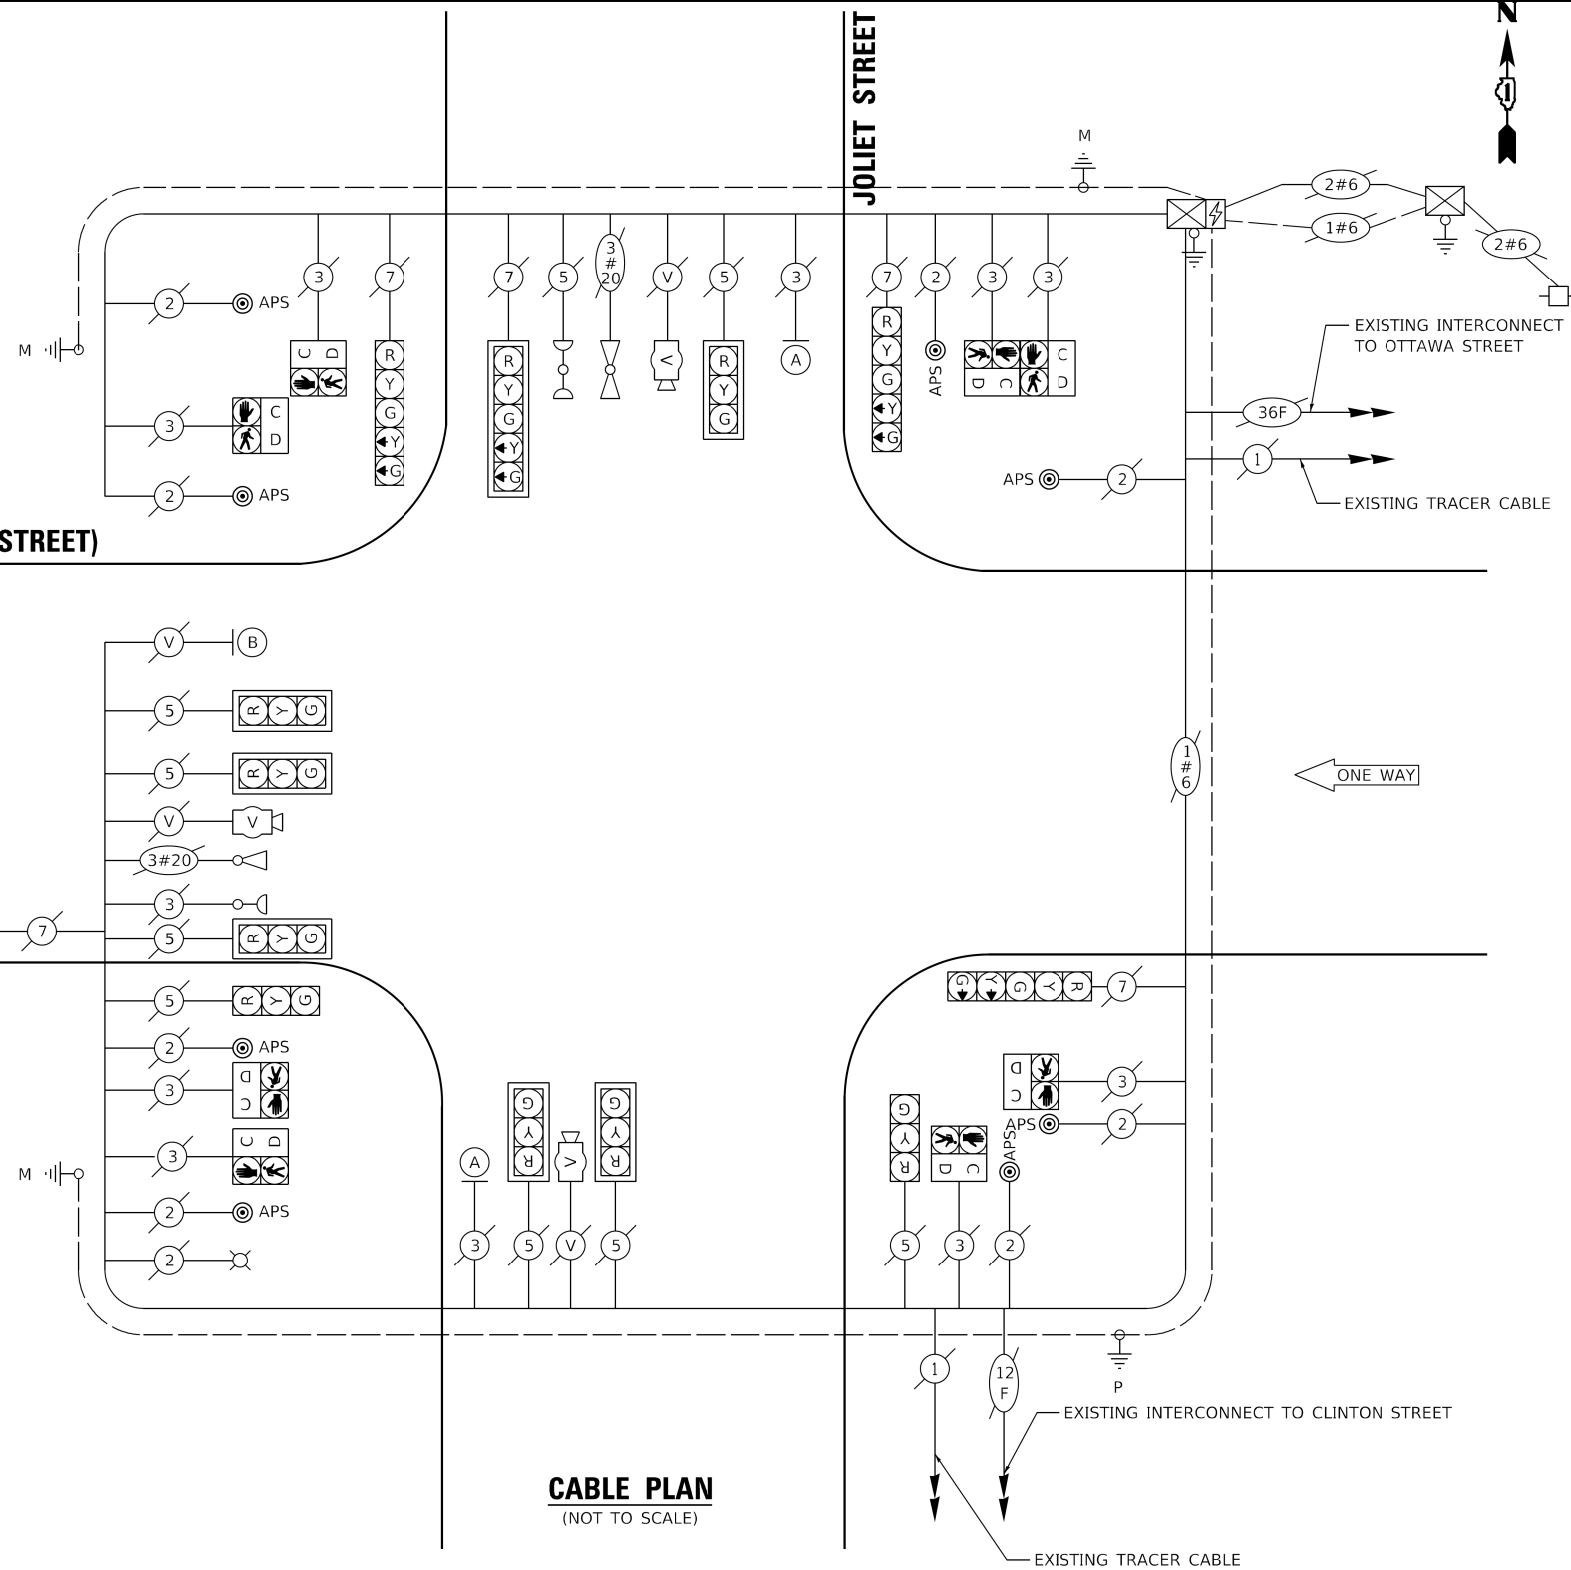 N
1
JOLIET STREET
M
2#6
1#6
2#6
3 7 7 5 3 # 20 V 5 3 7 2 3 3
2 APS
M
C D
R Y G Y G
R Y G Y G
V
R Y G
A
R Y G Y G
APS
C D
D C
EXISTING INTERCONNECT
TO OTTAWA STREET
36F
3 C D
1
2 APS
APS 2
EXISTING TRACER CABLE
STREET)
V B
5 R Y G
5 R Y G
1 # 6
ONE WAY
V V
3#20
3
7
5 R Y G
5 R Y G
G Y G Y R 7
2 APS
3 D C
D C 3
APS 2
3 C D
M
A
G Y R
V
G Y R
G Y R
D C
APS
2 APS
3 5 V 5 5 3 2
2
1
12 F
P
EXISTING INTERCONNECT TO CLINTON STREET
CABLE PLAN
(NOT TO SCALE)
EXISTING TRACER CABLE